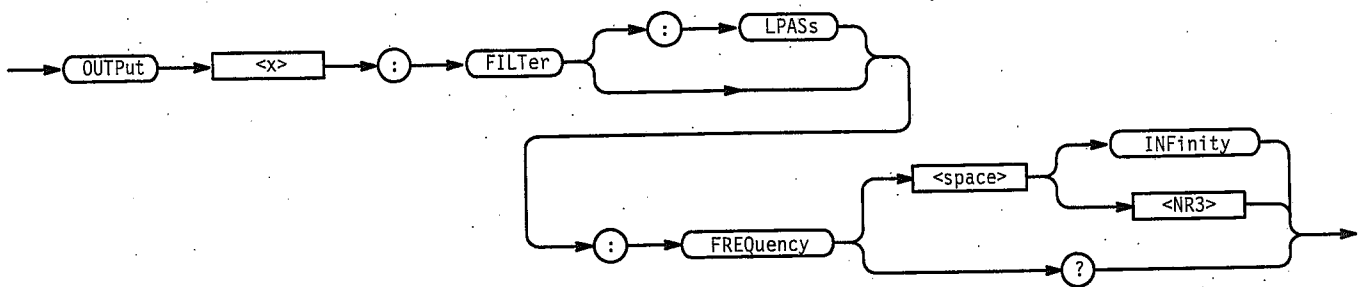 : LPASs
OUTPut <x> : FILTer
INFinity
<space>
<NR3>
: FREQuency
?